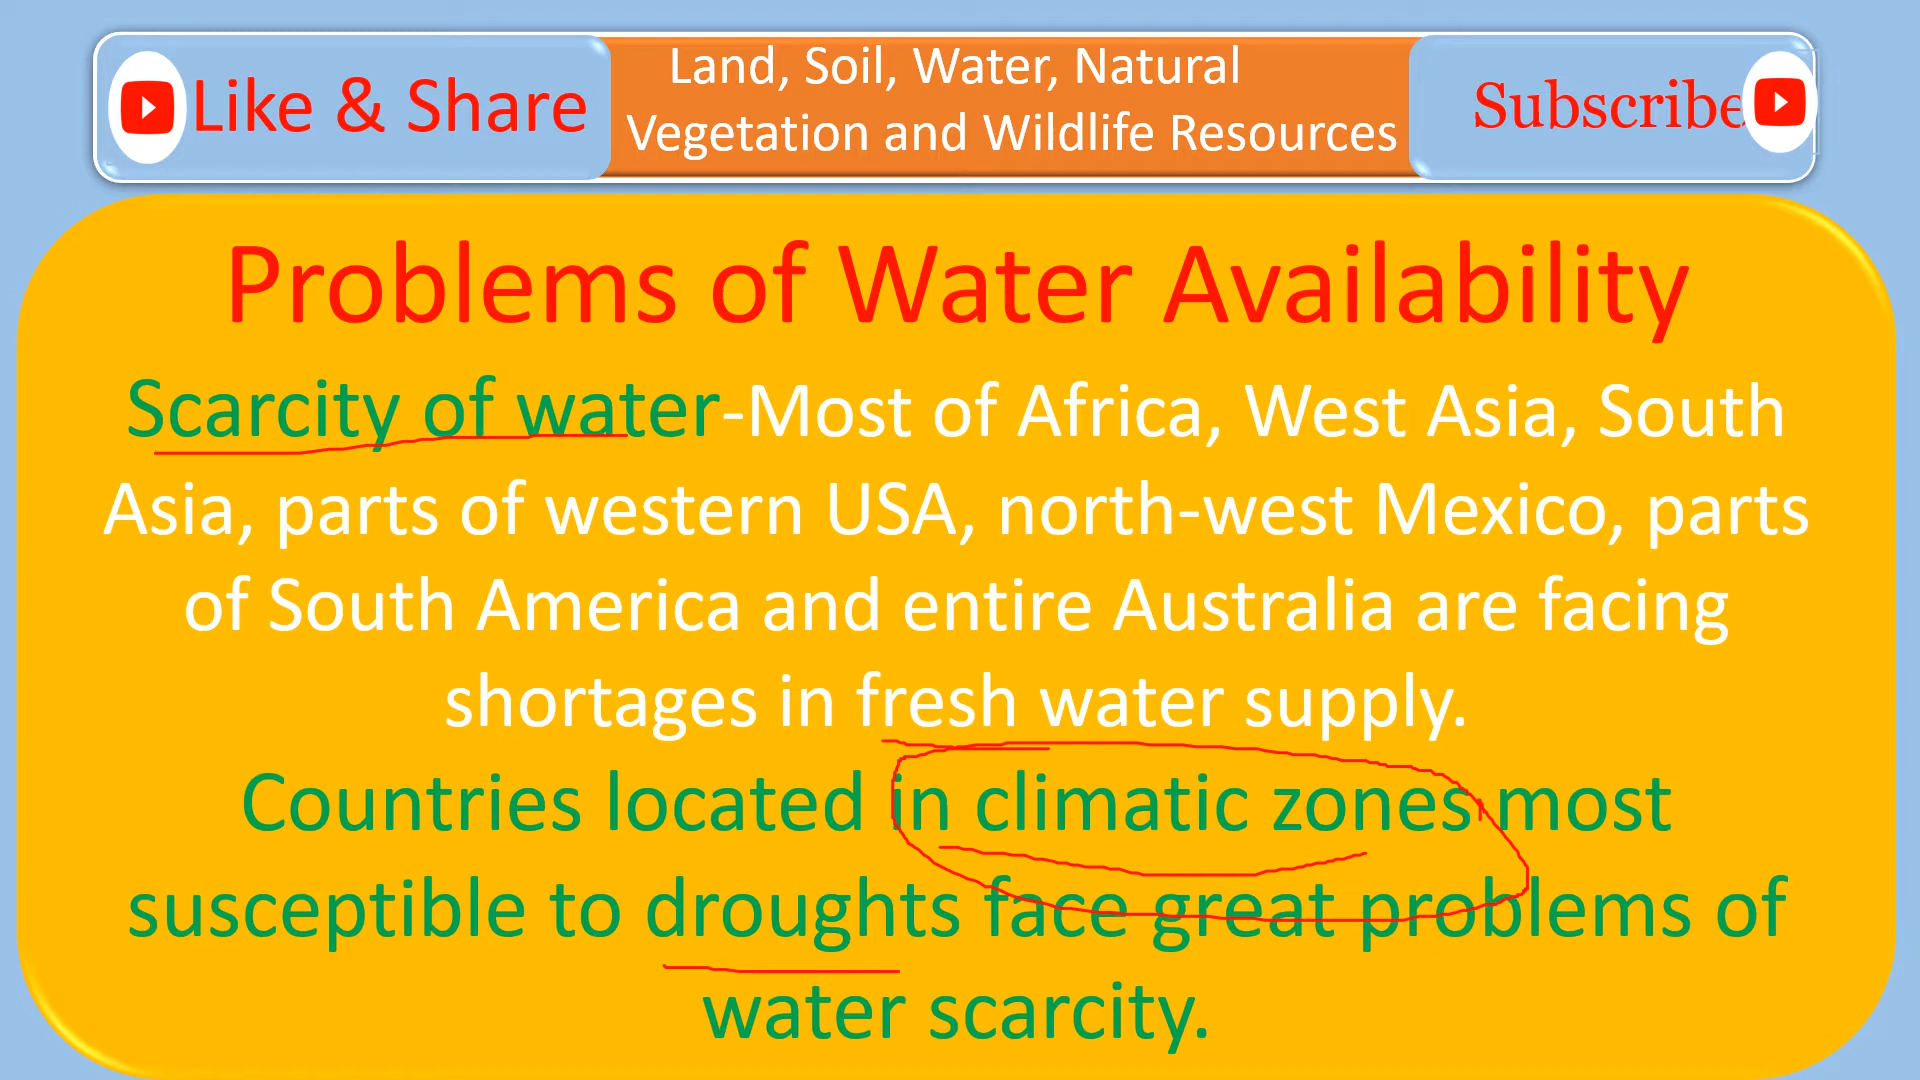 Like & Share
Land, Soil, Water, Natural
Vegetation and Wildlife Resources
Subscribe
Problems of Water Availability
Scarcity of water-Most of Africa, West Asia, South
Asia, parts of western USA, north-west Mexico, parts
of South America and entire Australia are facing
shortages in fresh water supply.
Countries located in climatic zones most
susceptible to droughts face great problems of
water scarcity.